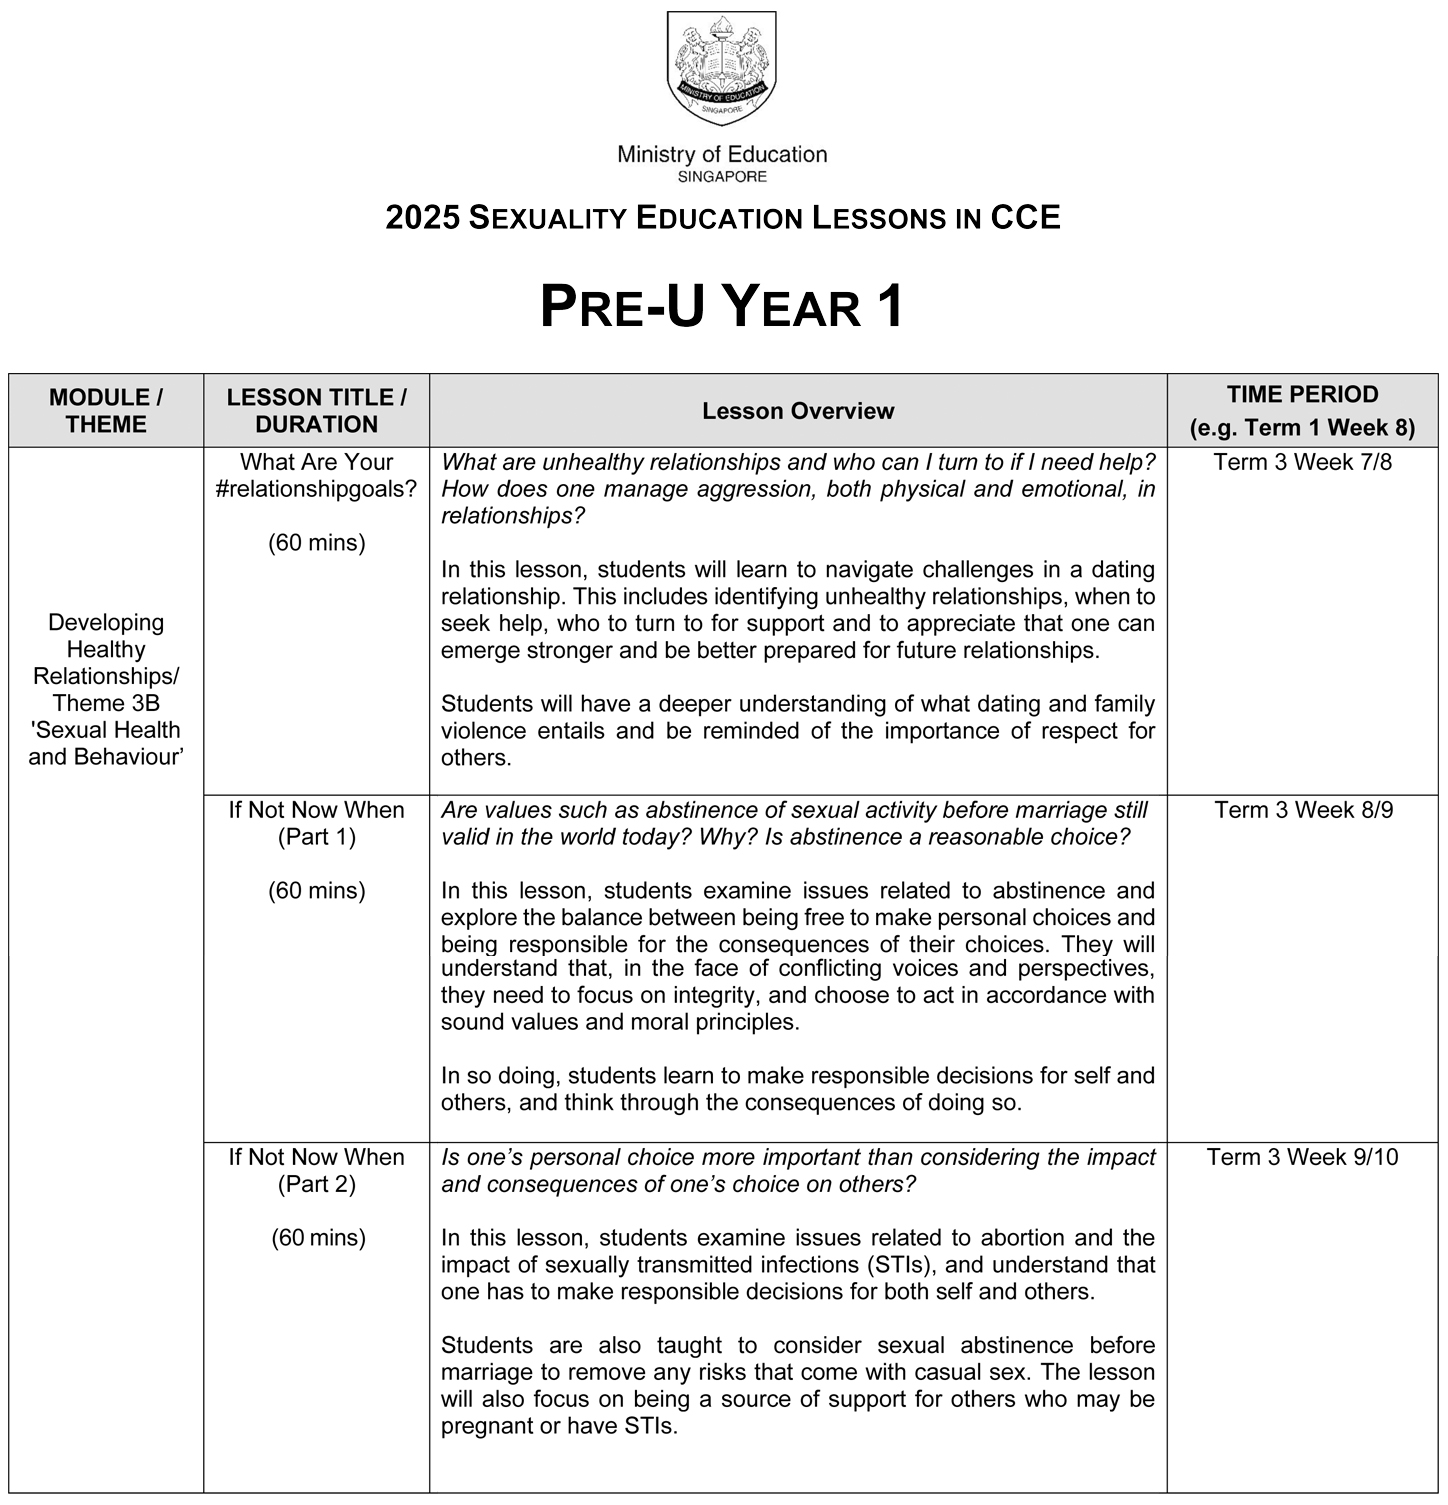 MINISTRY OF EDUCATION
SINGAPORE
Ministry of Education
SINGAPORE
2025 SEXUALITY EDUCATION LESSONS IN CCE
PRE-U YEAR 1
MODULE /
THEME
LESSON TITLE /
DURATION
Lesson Overview
TIME PERIOD
(e.g. Term 1 Week 8)
Developing
Healthy
Relationships/
Theme 3B
'Sexual Health
and Behaviour’
What Are Your
#relationshipgoals?
(60 mins)
What are unhealthy relationships and who can I turn to if I need help?
How does one manage aggression, both physical and emotional, in
relationships?
In this lesson, students will learn to navigate challenges in a dating
relationship. This includes identifying unhealthy relationships, when to
seek help, who to turn to for support and to appreciate that one can
emerge stronger and be better prepared for future relationships.
Students will have a deeper understanding of what dating and family
violence entails and be reminded of the importance of respect for
others.
Term 3 Week 7/8
If Not Now When
(Part 1)
(60 mins)
Are values such as abstinence of sexual activity before marriage still
valid in the world today? Why? Is abstinence a reasonable choice?
In this lesson, students examine issues related to abstinence and
explore the balance between being free to make personal choices and
being responsible for the consequences of their choices. They will
understand that, in the face of conflicting voices and perspectives,
they need to focus on integrity, and choose to act in accordance with
sound values and moral principles.
In so doing, students learn to make responsible decisions for self and
others, and think through the consequences of doing so.
Term 3 Week 8/9
If Not Now When
(Part 2)
(60 mins)
Is one’s personal choice more important than considering the impact
and consequences of one’s choice on others?
In this lesson, students examine issues related to abortion and the
impact of sexually transmitted infections (STIs), and understand that
one has to make responsible decisions for both self and others.
Students are also taught to consider sexual abstinence before
marriage to remove any risks that come with casual sex. The lesson
will also focus on being a source of support for others who may be
pregnant or have STIs.
Term 3 Week 9/10